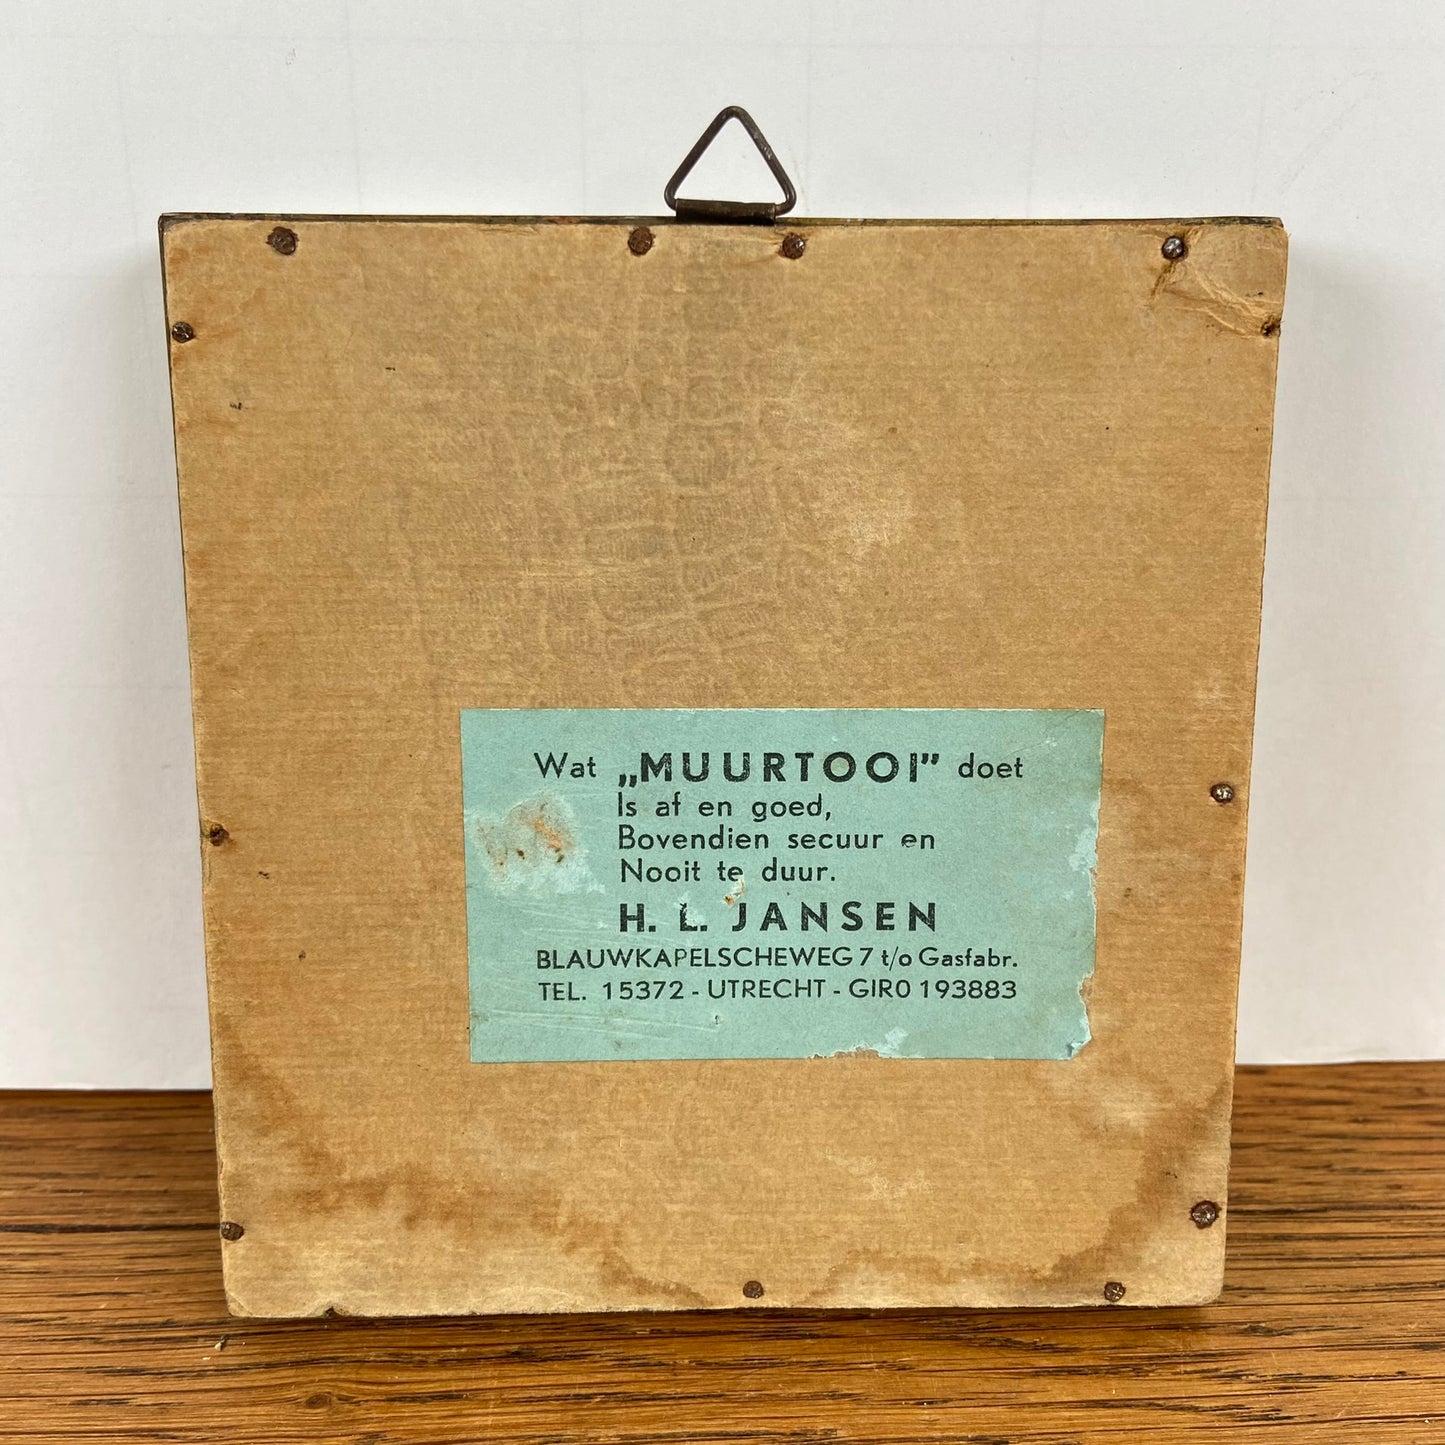 Wat „MUURTOOI” doet
Is af en goed,
Bovendien secuur en
Nooit te duur.
H. L. JANSEN
BLAUWKAPELSCHEWEG 7 t/o Gasfabr.
TEL. 15372 - UTRECHT - GIRO 193883